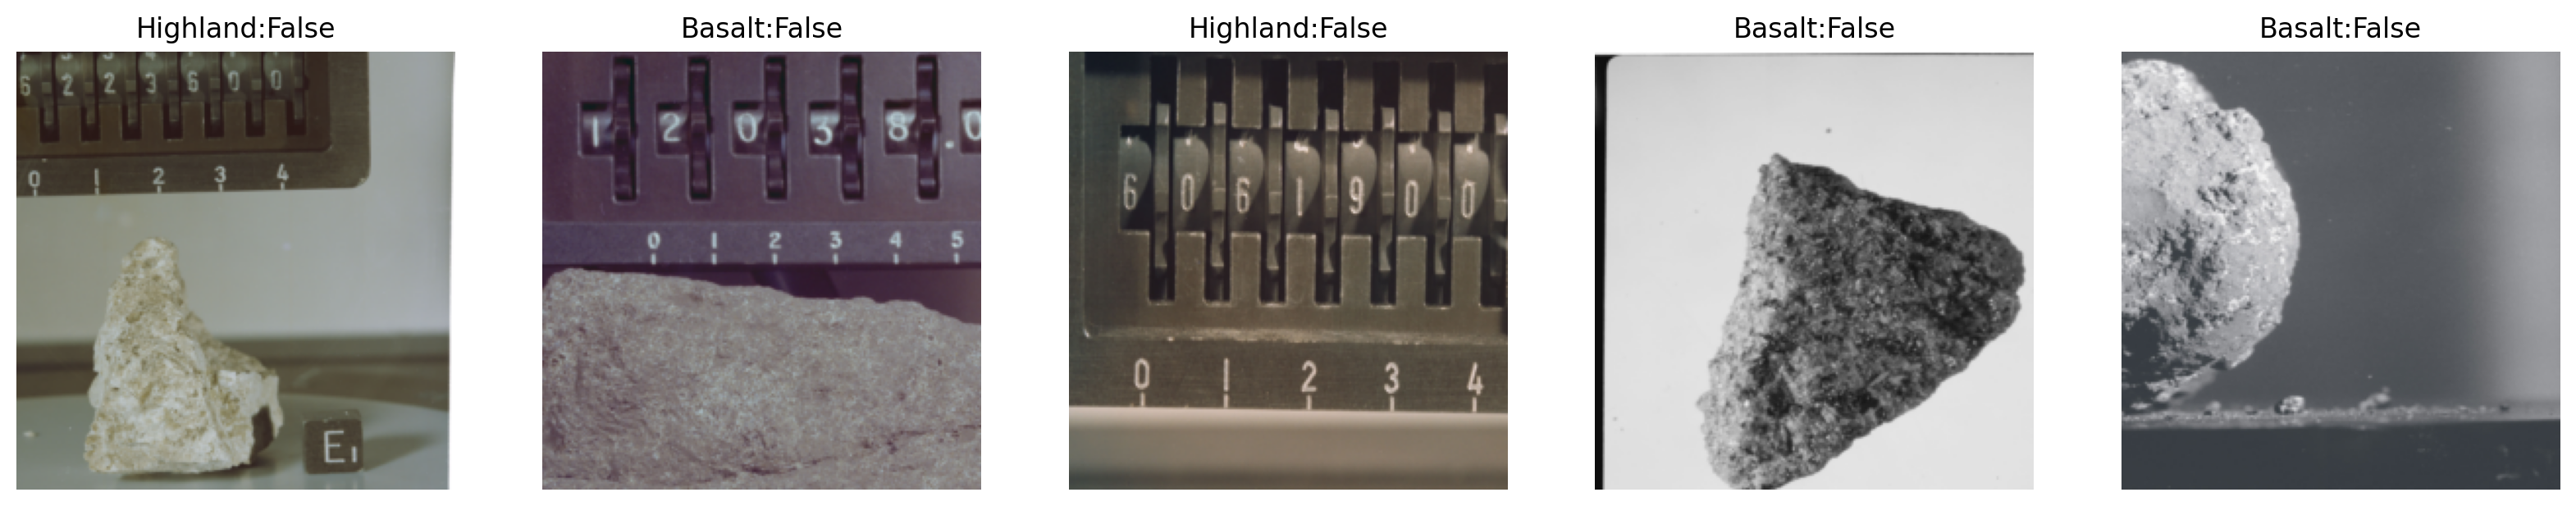 Highland:False
Basalt:False
Highland:False
Basalt:False
Basalt:False
6 2 2 3 6 0 0
0 1 2 3 4
E1
1 2 0 3 8 . 0
0 1 2 3 4 5
6 0 6 1 9 0 0
0 1 2 3 4